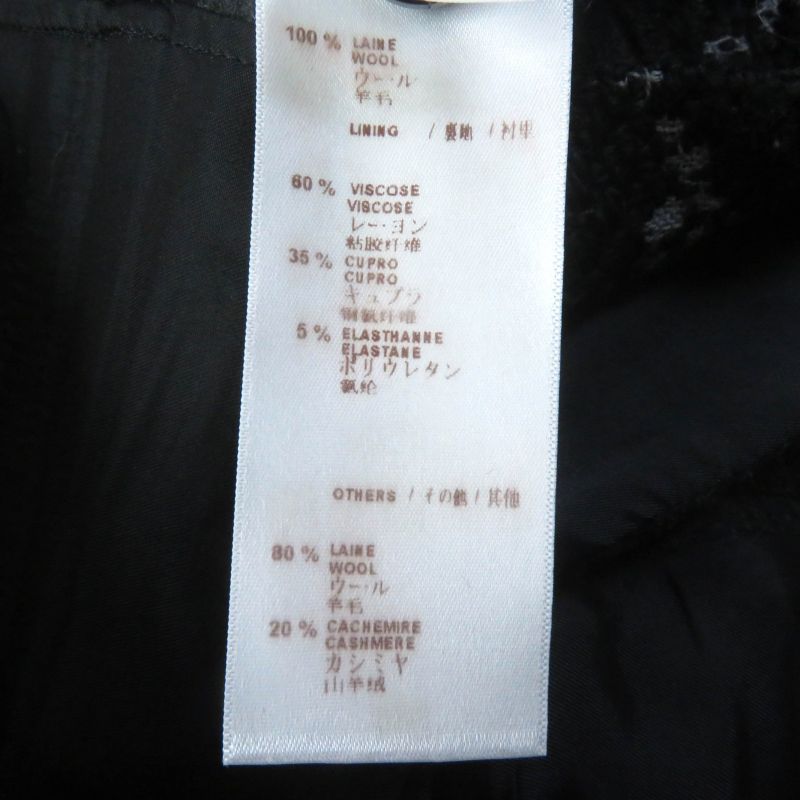 100 % LAINE
WOOL
ウール
羊毛
LINING / 裏地 / 衬里
60 % VISCOSE
VISCOSE
レーヨン
粘胶纤维
35 % CUPRO
CUPRO
キュプラ
铜氨纤维
5 % ELASTHANNE
ELASTANE
ポリウレタン
氨纶
OTHERS / その他 / 其他
80 % LAINE
WOOL
ウール
羊毛
20 % CACHEMIRE
CASHMERE
カシミヤ
山羊绒